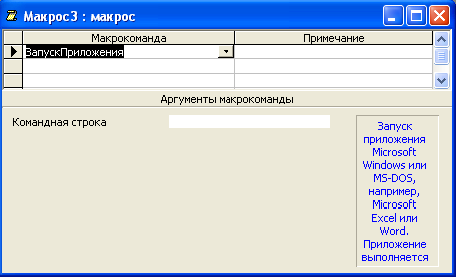 Макрос3 : макрос
Макрокоманда Примечание
ЗапускПриложения
Аргументы макрокоманды
Командная строка
Запуск
приложения
Microsoft
Windows или
MS-DOS,
например,
Microsoft
Excel или
Word.
Приложение
выполняется